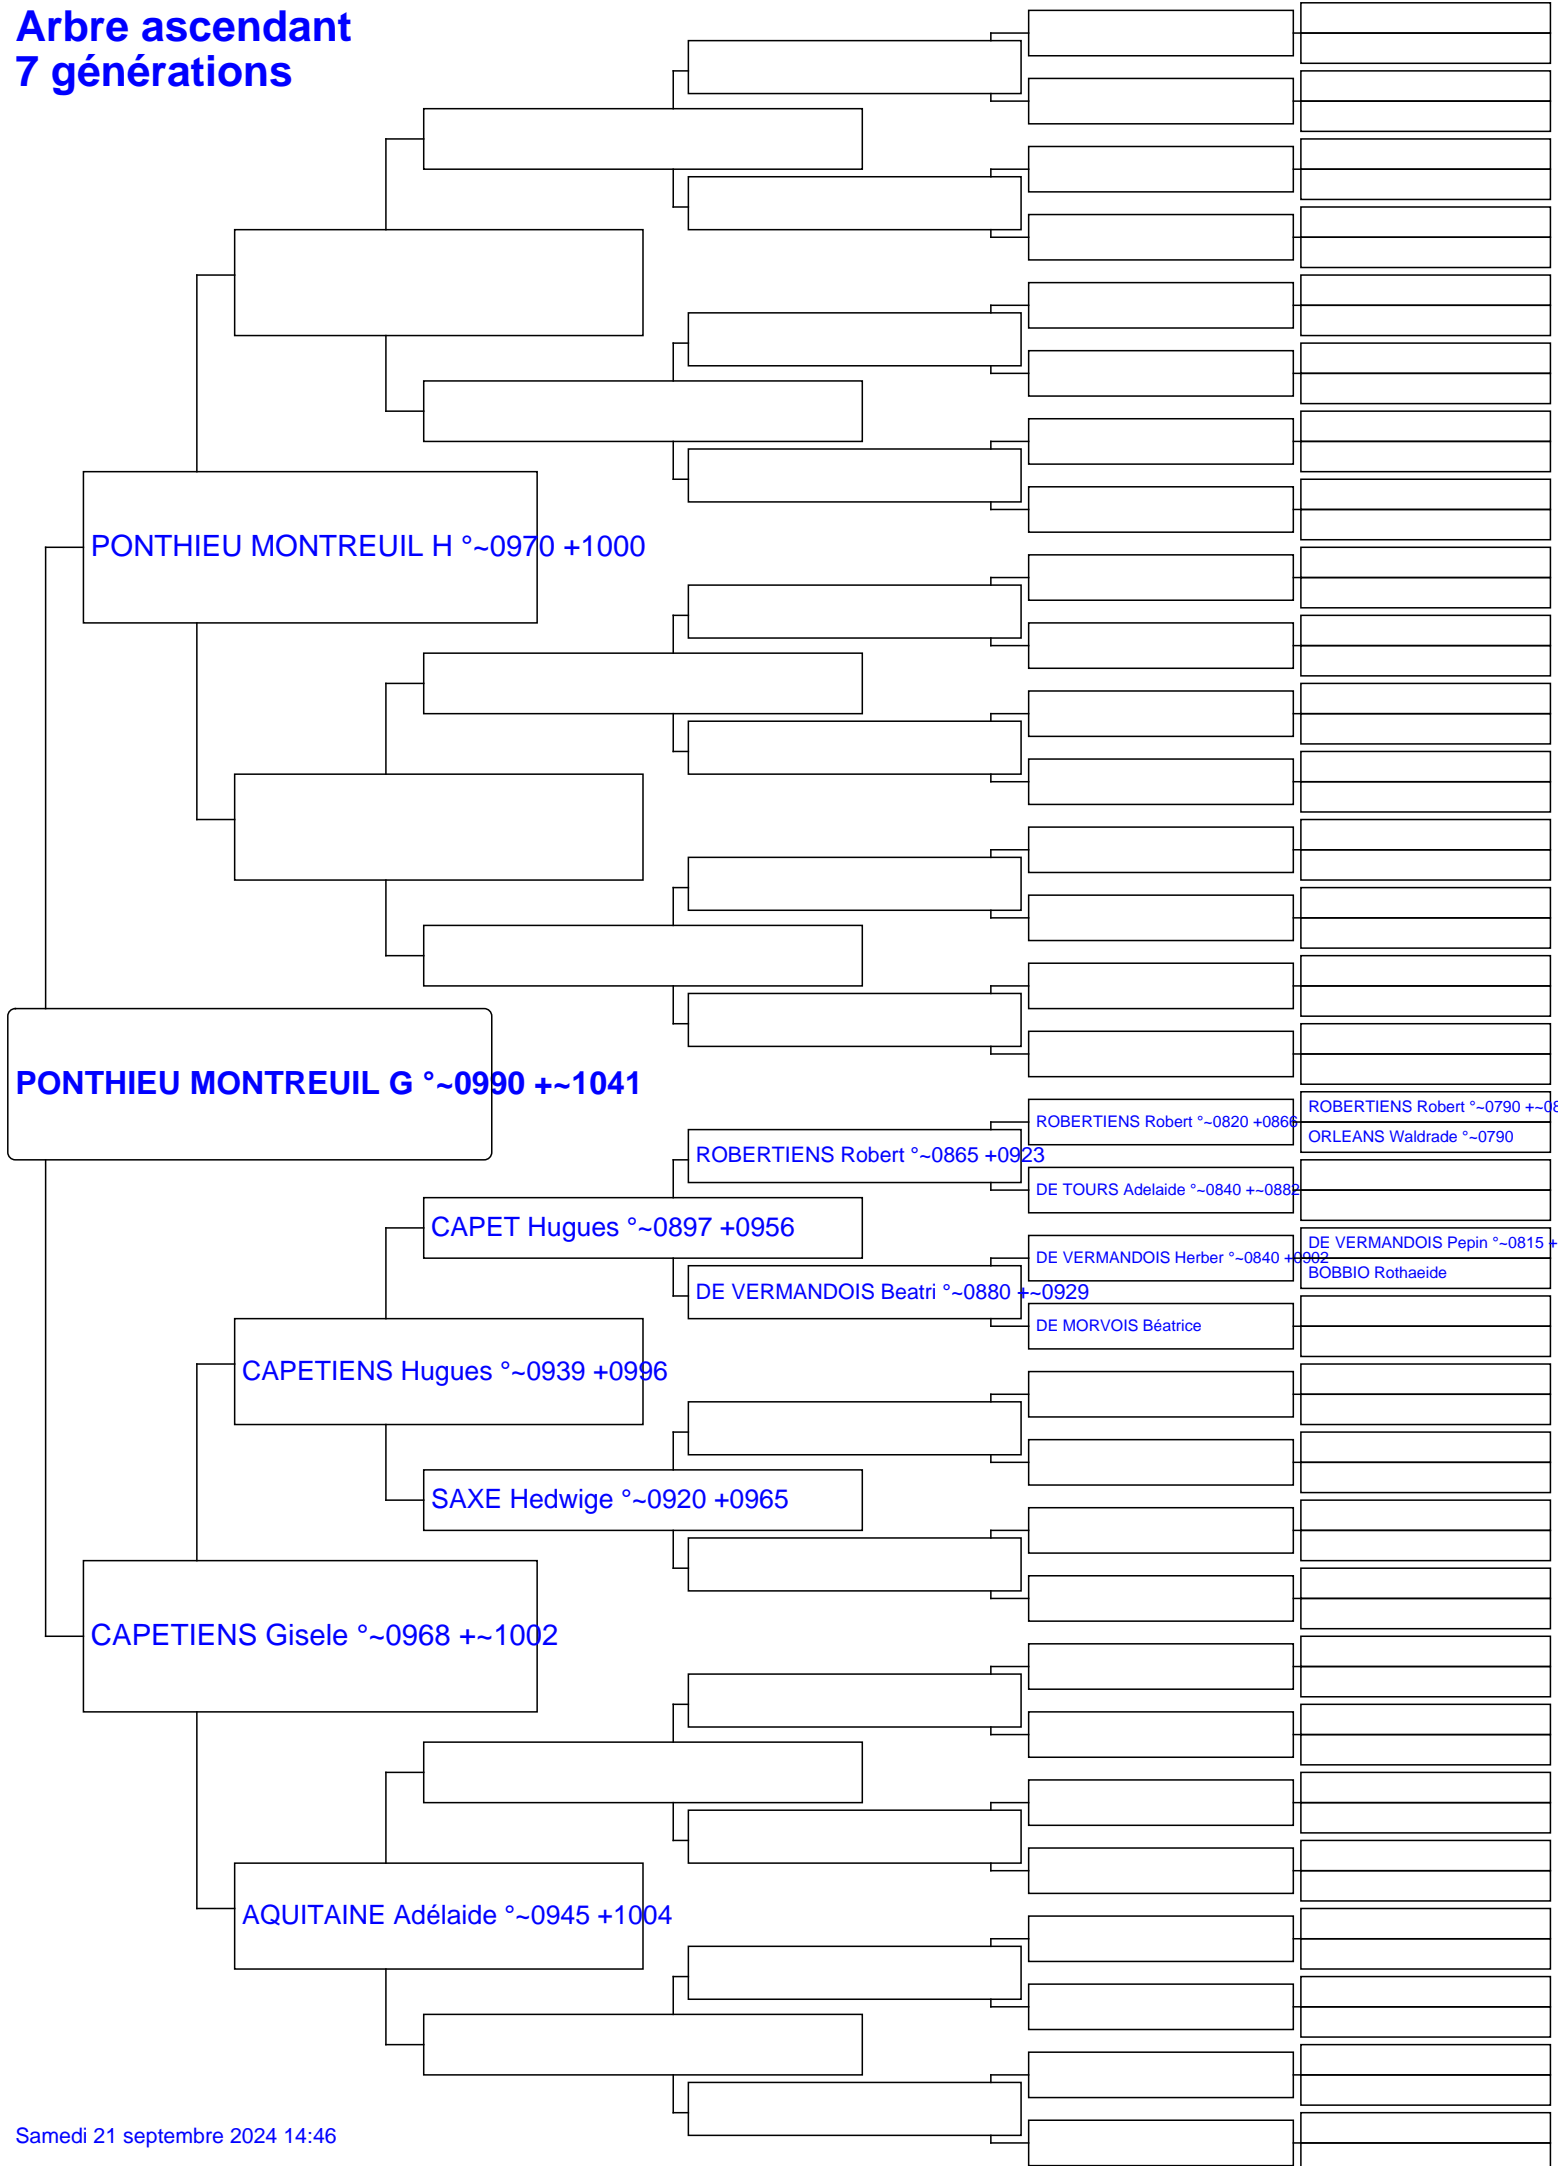 Arbre ascendant
7 générations
PONTHIEU MONTREUIL H °~0970 +1000
PONTHIEU MONTREUIL G °~0990 +~1041
ROBERTIENS Robert °~0790 +~08
ROBERTIENS Robert °~0820 +0866
ORLEANS Waldrade °~0790
ROBERTIENS Robert °~0865 +0923
DE TOURS Adelaide °~0840 +~0882
CAPET Hugues °~0897 +0956
DE VERMANDOIS Pepin °~0815 +
DE VERMANDOIS Herber °~0840 +0902
BOBBIO Rothaeide
DE VERMANDOIS Beatri °~0880 +~0929
DE MORVOIS Béatrice
CAPETIENS Hugues °~0939 +0996
SAXE Hedwige °~0920 +0965
CAPETIENS Gisele °~0968 +~1002
AQUITAINE Adélaide °~0945 +1004
Samedi 21 septembre 2024 14:46